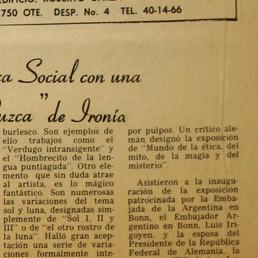 750 OTE. DESP. No. 4 TEL. 40-14-66
Social con una
" de Ironía
burlesco. Son ejemplos de
ello trabajos como el
"Verdugo intransigente" y
el "Hombrecito de la len-
gua puntiaguda". Otro ele-
mento que sin duda atrae
al artista, es lo mágico
fantástico. Son numerosas
las variaciones del tema
sol y luna, designadas sim-
plemente de "Sol I, II y
III" o de "el otro rostro de
la luna" Halló gran acep-
tación una serie de varia-
ciones formalmente inte-
por pulpos. Un crítico ale-
mán designó la exposición
de "Mundo de la ética, del
mito, de la magia y del
misterio".
Asistieron a la inaugu-
ración de la exposición
patrocinada por la Emba-
jada de la Argentina en
Bonn, el Embajador Argen-
tino en Bonn, Luis Iri-
goyen, y la esposa del
Presidente de la República
Federal de Alemania, la